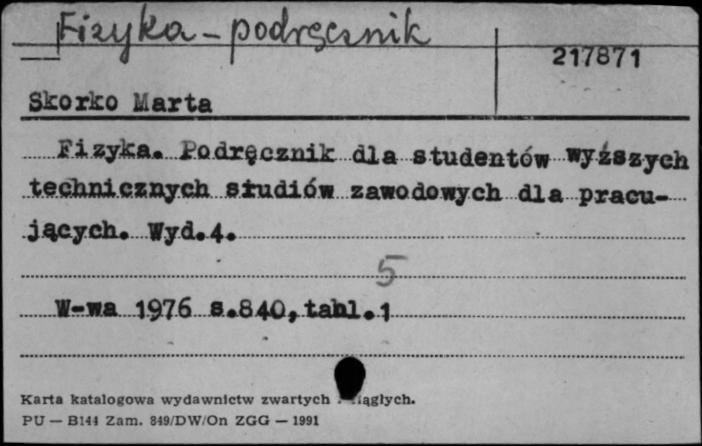 Fizyka - podręcznik
217871
Skorko Marta
Fizyka. Podręcznik dla studentów wyższych
technicznych studiów zawodowych dla pracu-
jących. Wyd.4.
5
W-wa 1976 s.840, tabl.1
Karta katalogowa wydawnictw zwartych i ciągłych.
PU — B144 Zam. 849/DW/On ZGG — 1991